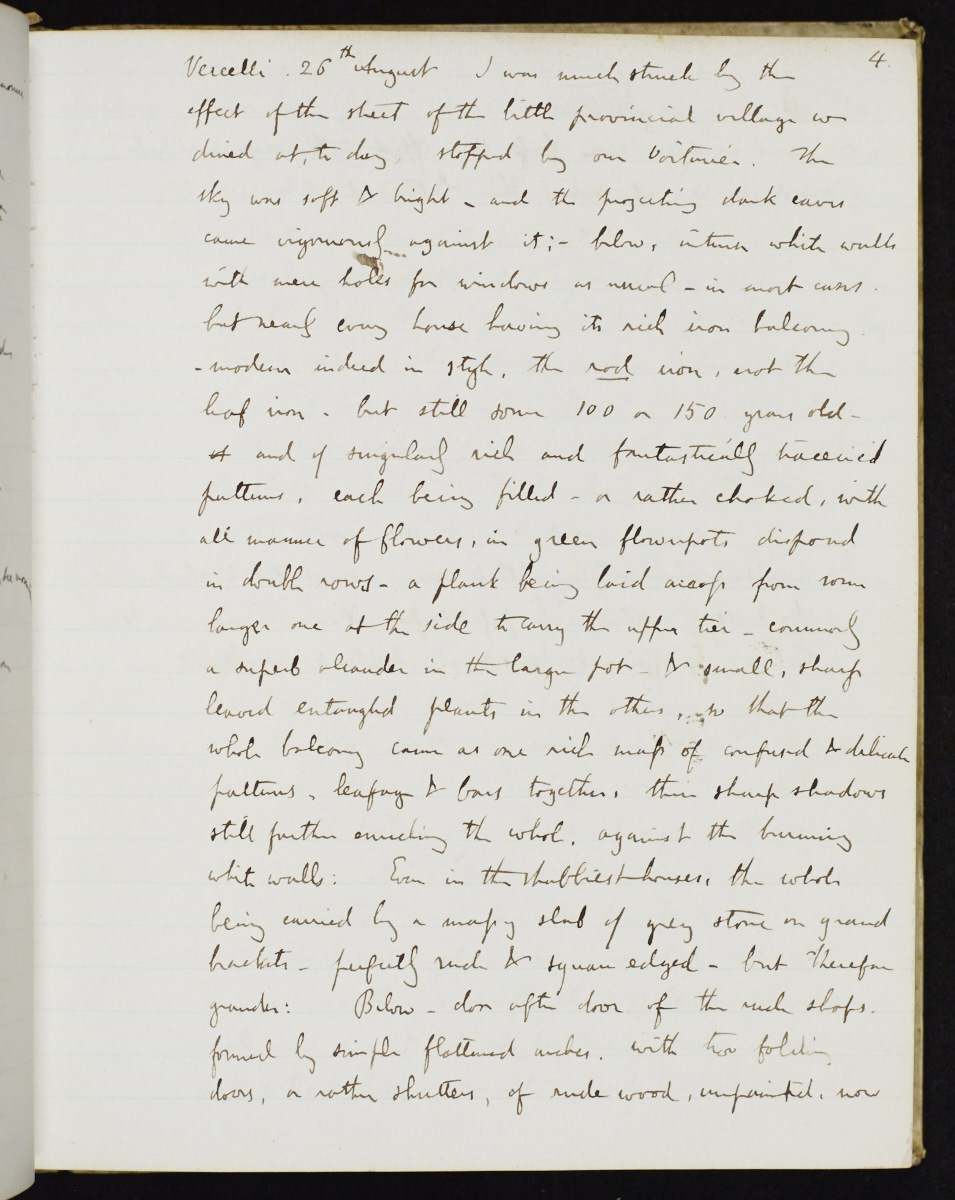 4.
Vercelli. 26th August I was much struck by the
effect of the street of the little provincial village we
dined at, to day, stopped by our Voiturier. The
sky was soft & bright - and the projecting dark eaves
came vigorously against it; - below, intense white walls
with mere holes for windows as usual - in most cases.
but nearly every house having its rich iron balcony.
- modern indeed in style, the rod iron, not the
leaf iron - but still some 100 or 150 years old -
and of singularly rich and fantastically traceried
patterns, each being filled - or rather choked, with
all manner of flowers, in green flowerpots disposed
in double rows - a plank being laid across from some
larger one at the side to carry the upper tier - commonly
a superb oleander in the larger pot - & small, sharp
leaved entangled plants in the others, so that the
whole balcony came as one rich mass of confused & delicate
patterns, leafage & bars together, their sharp shadows
still further enriching the whole, against the burning
white walls: Even in the shabbiest houses, the whole
being carried by a massy slab of grey stone on grand
brackets - perfectly rude & square edged - but therefore
grander: Below - door after door of the rude shops.
formed by simple flattened arches, with two folding
doors, or rather shutters, of rude wood, unpainted, now